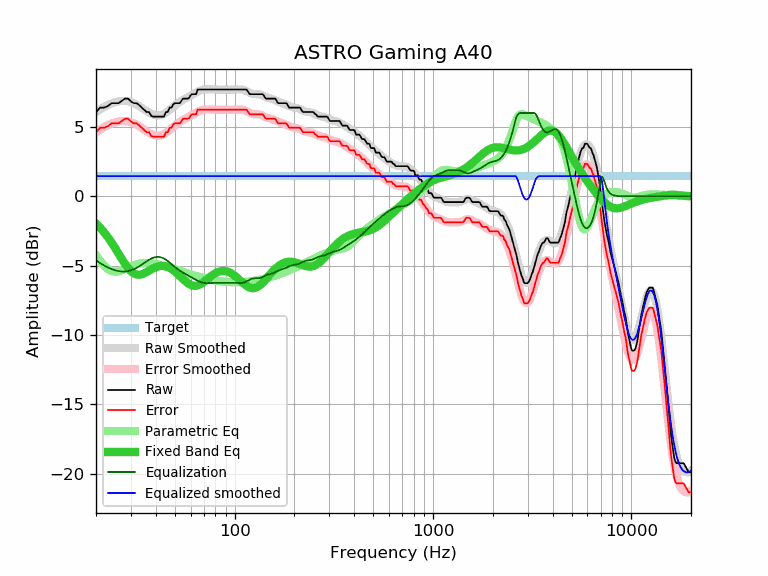 ASTRO Gaming A40
Amplitude (dBr)
5
0
−5
−10
−15
−20
Target
Raw Smoothed
Error Smoothed
Raw
Error
Parametric Eq
Fixed Band Eq
Equalization
Equalized smoothed
100 1000 10000
Frequency (Hz)